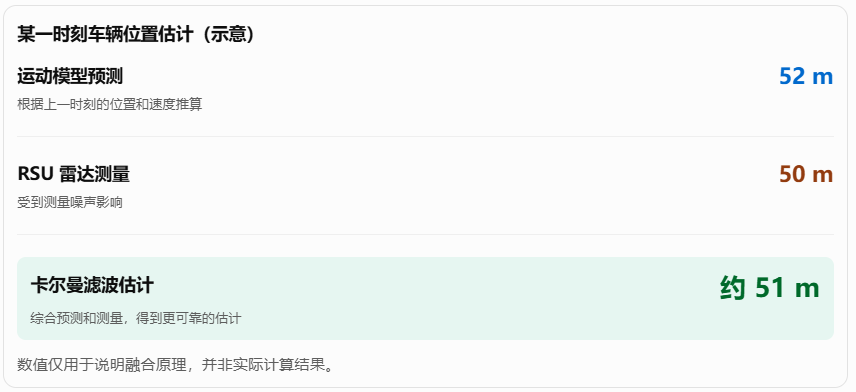 某一时刻车辆位置估计（示意）
运动模型预测
52 m
根据上一时刻的位置和速度推算
RSU 雷达测量
50 m
受到测量噪声影响
卡尔曼滤波估计
约 51 m
综合预测和测量，得到更可靠的估计
数值仅用于说明融合原理，并非实际计算结果。